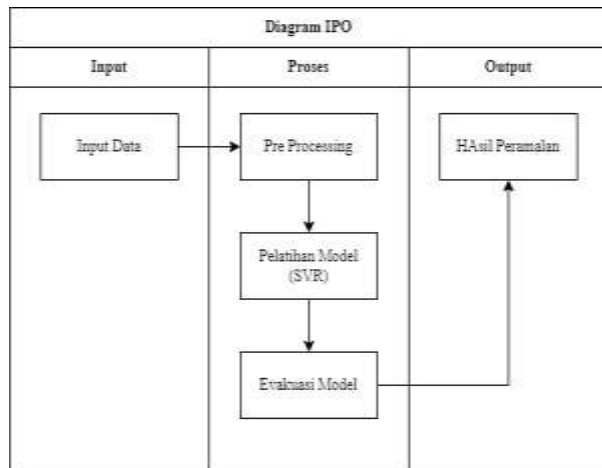 Diagram IPO
Input
Proses
Output
Input Data
Pre Processing
HAsil Peramalan
Pelatihan Model
(SVR)
Evakuasi Model